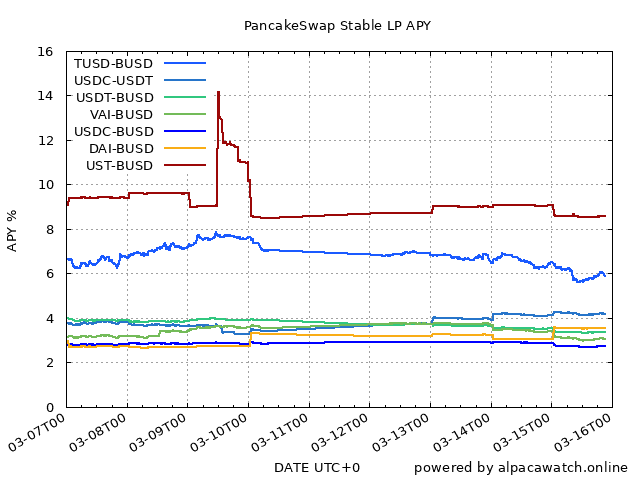 PancakeSwap Stable LP APY
APY %
16
14
12
10
8
6
4
2
0
TUSD-BUSD
USDC-USDT
USDT-BUSD
VAI-BUSD
USDC-BUSD
DAI-BUSD
UST-BUSD
03-07T00
03-08T00
03-09T00
03-10T00
03-11T00
03-12T00
03-13T00
03-14T00
03-15T00
03-16T00
DATE UTC+0
powered by alpacawatch.online